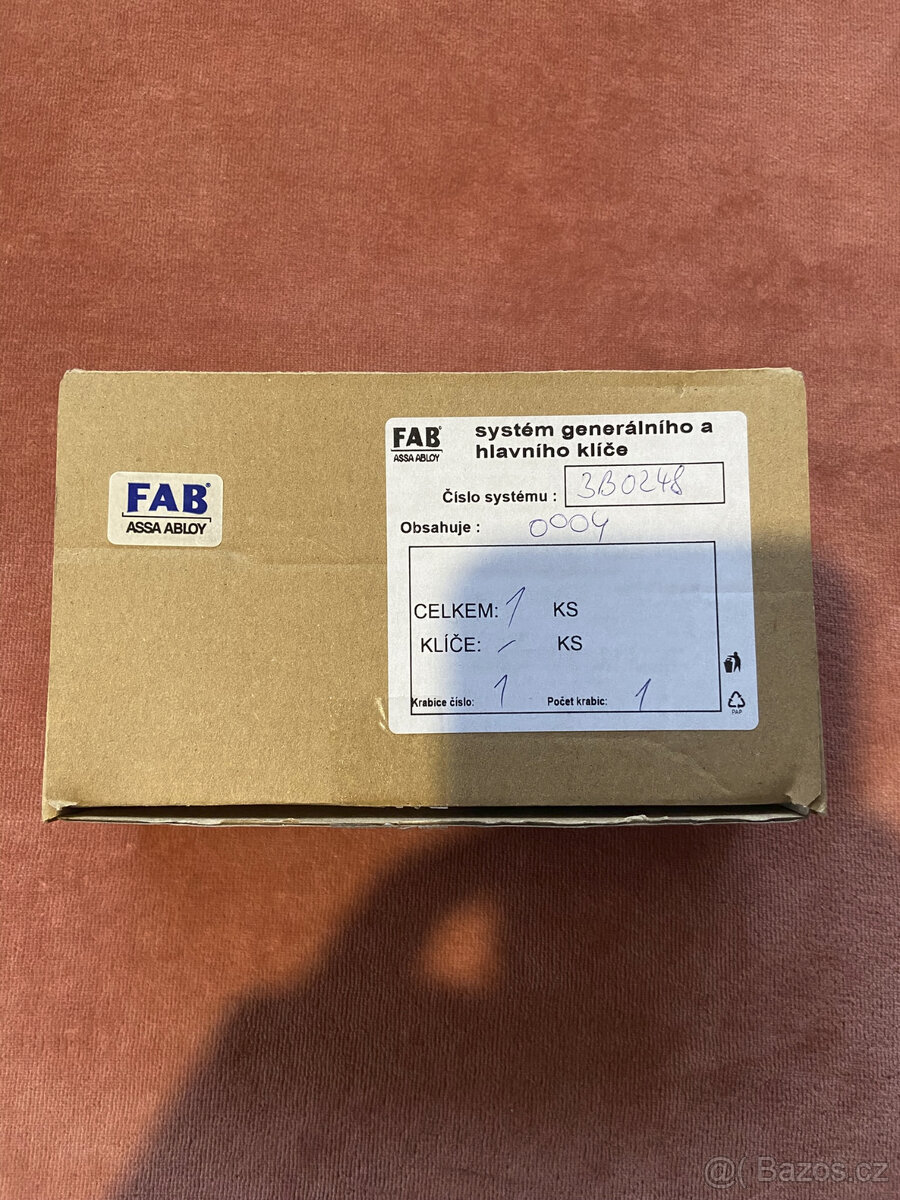 FAB®
ASSA ABLOY
FAB®
ASSA ABLOY
systém generálního a
hlavního klíče
Číslo systému : 3B0248
Obsahuje : 0004
CELKEM: 1 KS
KLÍČE: - KS
Krabice číslo: 1 Počet krabic: 1
PAP
@( Bazos.cz